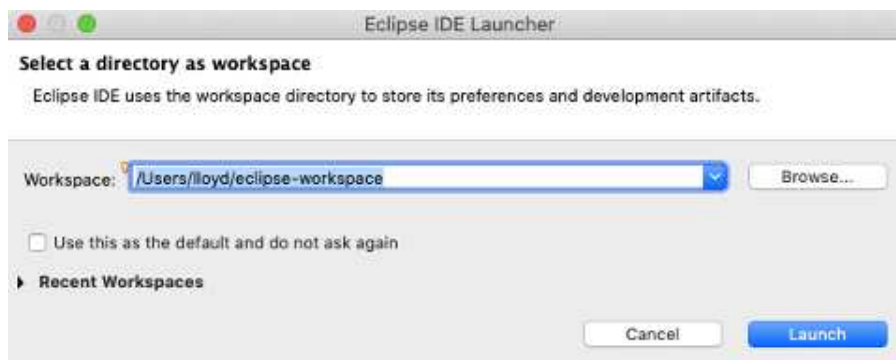 Eclipse IDE Launcher
Select a directory as workspace
Eclipse IDE uses the workspace directory to store its preferences and development artifacts.
Workspace: /Users/lloyd/eclipse-workspace Browse...
Use this as the default and do not ask again
Recent Workspaces
Cancel Launch